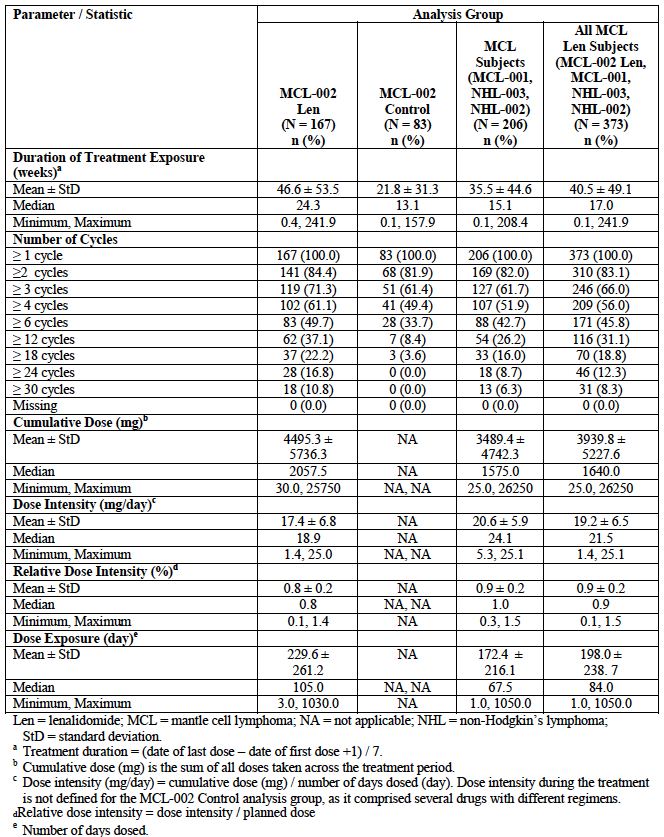 Parameter / Statistic Analysis Group
MCL-002 Len (N = 167) n (%) MCL-002 Control (N = 83) n (%) MCL Subjects (MCL-001, NHL-003, NHL-002) (N = 206) n (%) All MCL Len Subjects (MCL-002 Len, MCL-001, NHL-003, NHL-002) (N = 373) n (%)
Duration of Treatment Exposure (weeks)a
Mean ± StD 46.6 ± 53.5 21.8 ± 31.3 35.5 ± 44.6 40.5 ± 49.1
Median 24.3 13.1 15.1 17.0
Minimum, Maximum 0.4, 241.9 0.1, 157.9 0.1, 208.4 0.1, 241.9
Number of Cycles
≥ 1 cycle 167 (100.0) 83 (100.0) 206 (100.0) 373 (100.0)
≥2 cycles 141 (84.4) 68 (81.9) 169 (82.0) 310 (83.1)
≥ 3 cycles 119 (71.3) 51 (61.4) 127 (61.7) 246 (66.0)
≥ 4 cycles 102 (61.1) 41 (49.4) 107 (51.9) 209 (56.0)
≥ 6 cycles 83 (49.7) 28 (33.7) 88 (42.7) 171 (45.8)
≥ 12 cycles 62 (37.1) 7 (8.4) 54 (26.2) 116 (31.1)
≥ 18 cycles 37 (22.2) 3 (3.6) 33 (16.0) 70 (18.8)
≥ 24 cycles 28 (16.8) 0 (0.0) 18 (8.7) 46 (12.3)
≥ 30 cycles 18 (10.8) 0 (0.0) 13 (6.3) 31 (8.3)
Missing 0 (0.0) 0 (0.0) 0 (0.0) 0 (0.0)
Cumulative Dose (mg)b
Mean ± StD 4495.3 ± 5736.3 NA 3489.4 ± 4742.3 3939.8 ± 5227.6
Median 2057.5 NA 1575.0 1640.0
Minimum, Maximum 30.0, 25750 NA, NA 25.0, 26250 25.0, 26250
Dose Intensity (mg/day)c
Mean ± StD 17.4 ± 6.8 NA 20.6 ± 5.9 19.2 ± 6.5
Median 18.9 NA 24.1 21.5
Minimum, Maximum 1.4, 25.0 NA, NA 5.3, 25.1 1.4, 25.1
Relative Dose Intensity (%)d
Mean ± StD 0.8 ± 0.2 NA 0.9 ± 0.2 0.9 ± 0.2
Median 0.8 NA, NA 1.0 0.9
Minimum, Maximum 0.1, 1.4 NA 0.3, 1.5 0.1, 1.5
Dose Exposure (day)e
Mean ± StD 229.6 ± 261.2 NA 172.4 ± 216.1 198.0 ± 238. 7
Median 105.0 NA, NA 67.5 84.0
Minimum, Maximum 3.0, 1030.0 NA 1.0, 1050.0 1.0, 1050.0
Len = lenalidomide; MCL = mantle cell lymphoma; NA = not applicable; NHL = non-Hodgkin's lymphoma;
StD = standard deviation.
a Treatment duration = (date of last dose – date of first dose +1) / 7.
b Cumulative dose (mg) is the sum of all doses taken across the treatment period.
c Dose intensity (mg/day) = cumulative dose (mg) / number of days dosed (day). Dose intensity during the treatment
is not defined for the MCL-002 Control analysis group, as it comprised several drugs with different regimens.
dRelative dose intensity = dose intensity / planned dose
e Number of days dosed.